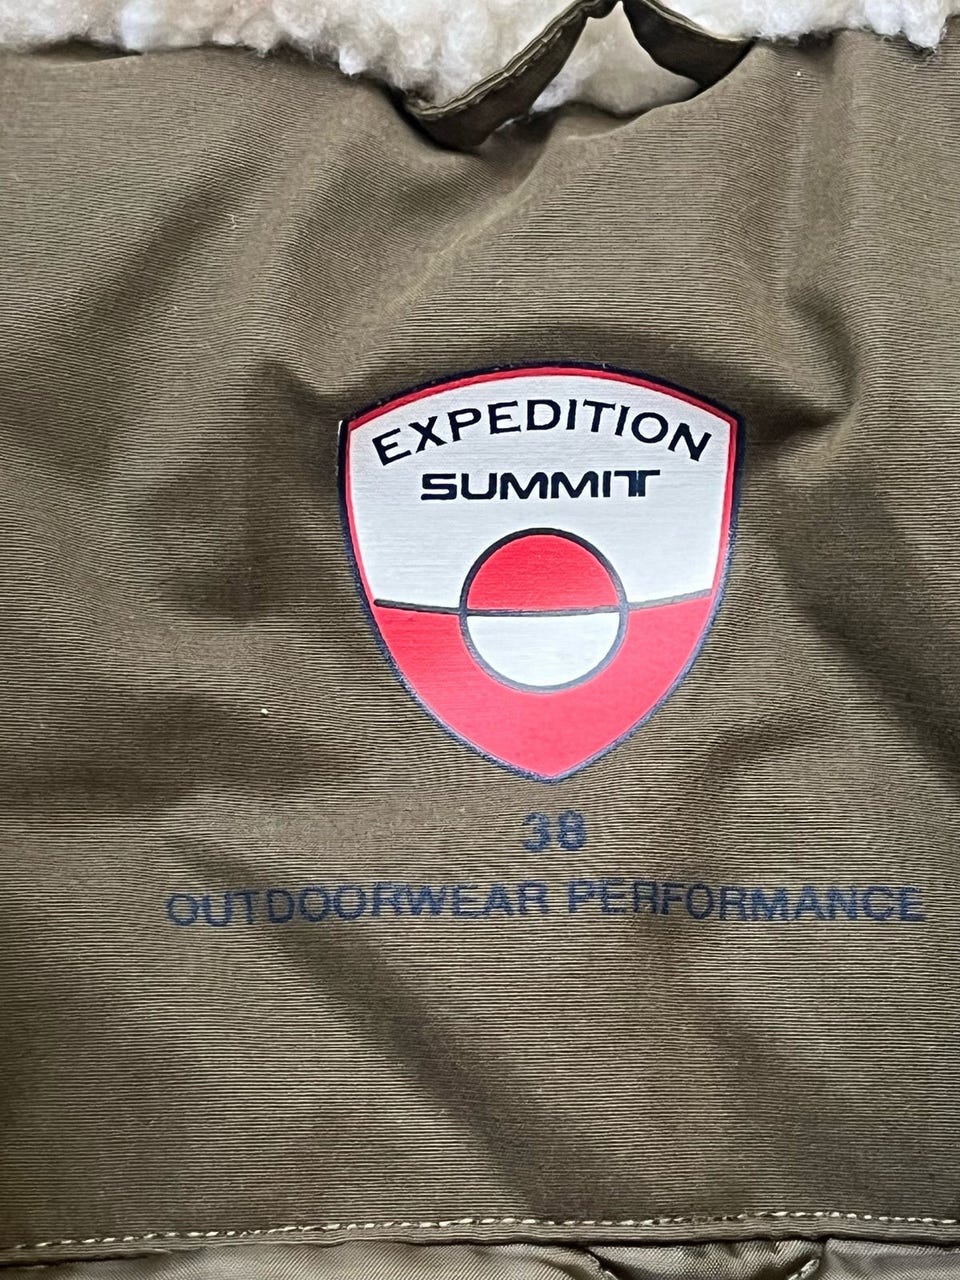 EXPEDITION
SUMMIT
38
OUTDOORWEAR PERFORMANCE